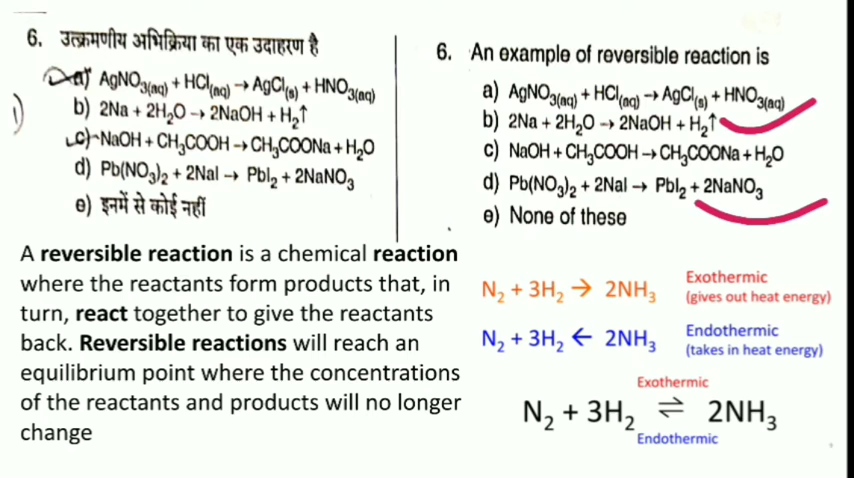 6. उत्क्रमणीय अभिक्रिया का एक उदाहरण है
a) AgNO₃(aq) + HCl(aq) → AgCl(s) + HNO₃(aq)
1)
b) 2Na + 2H₂O → 2NaOH + H₂↑
c) NaOH + CH₃COOH → CH₃COONa + H₂O
d) Pb(NO₃)₂ + 2NaI → PbI₂ + 2NaNO₃
e) इनमें से कोई नहीं
6. An example of reversible reaction is
a) AgNO₃(aq) + HCl(aq) → AgCl(s) + HNO₃(aq)
b) 2Na + 2H₂O → 2NaOH + H₂↑
c) NaOH + CH₃COOH → CH₃COONa + H₂O
d) Pb(NO₃)₂ + 2NaI → PbI₂ + 2NaNO₃
e) None of these
A reversible reaction is a chemical reaction
where the reactants form products that, in
turn, react together to give the reactants
back. Reversible reactions will reach an
equilibrium point where the concentrations
of the reactants and products will no longer
change
N₂ + 3H₂ → 2NH₃
Exothermic
(gives out heat energy)
N₂ + 3H₂ ← 2NH₃
Endothermic
(takes in heat energy)
Exothermic
N₂ + 3H₂ ⇌ 2NH₃
Endothermic